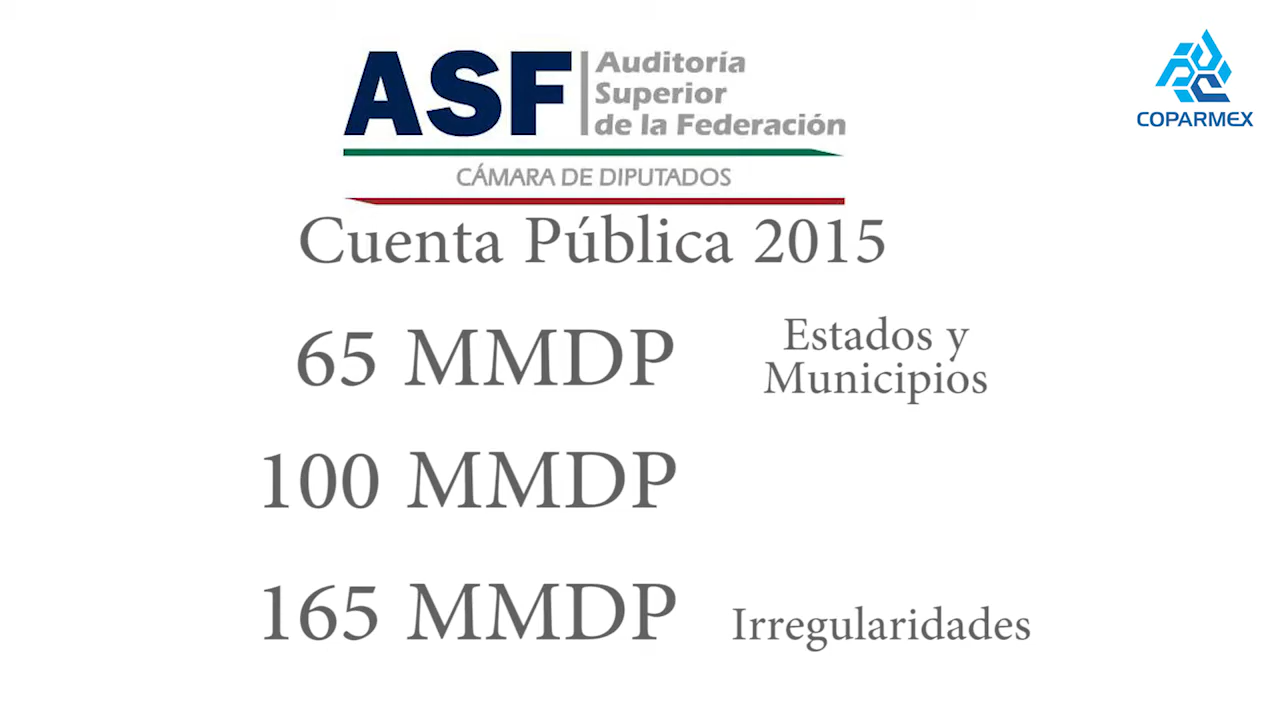 ASF
Auditoría
Superior
de la Federación
CÁMARA DE DIPUTADOS
COPARMEX
Cuenta Pública 2015
65 MMDP
Estados y
Municipios
100 MMDP
165 MMDP
Irregularidades